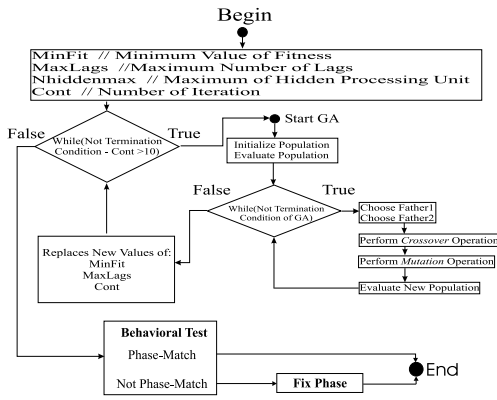 Begin
MinFit // Minimum Value of Fitness
MaxLags //Maximum Number of Lags
Nhiddenmax // Maximum of Hidden Processing Unit
Cont // Number of Iteration
False
True
While(Not Termination
Condition - Cont >10)
Start GA
Initialize Population
Evaluate Population
False
True
While(Not Termination
Condition of GA)
Choose Father1
Choose Father2
Perform Crossover Operation
Perform Mutation Operation
Evaluate New Population
Replaces New Values of:
MinFit
MaxLags
Cont
Behavioral Test
Phase-Match
Not Phase-Match
Fix Phase
End